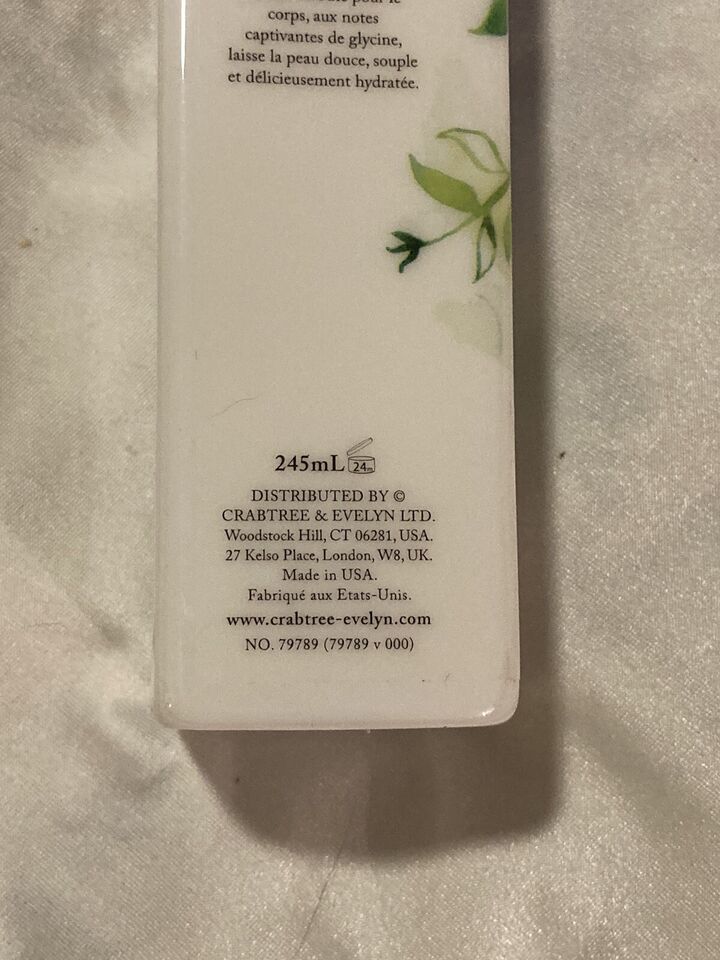 pour le
corps, aux notes
captivantes de glycine,
laisse la peau douce, souple
et délicieusement hydratée.
245mL 24m
DISTRIBUTED BY ©
CRABTREE & EVELYN LTD.
Woodstock Hill, CT 06281, USA.
27 Kelso Place, London, W8, UK.
Made in USA.
Fabriqué aux Etats-Unis.
www.crabtree-evelyn.com
NO. 79789 (79789 v 000)